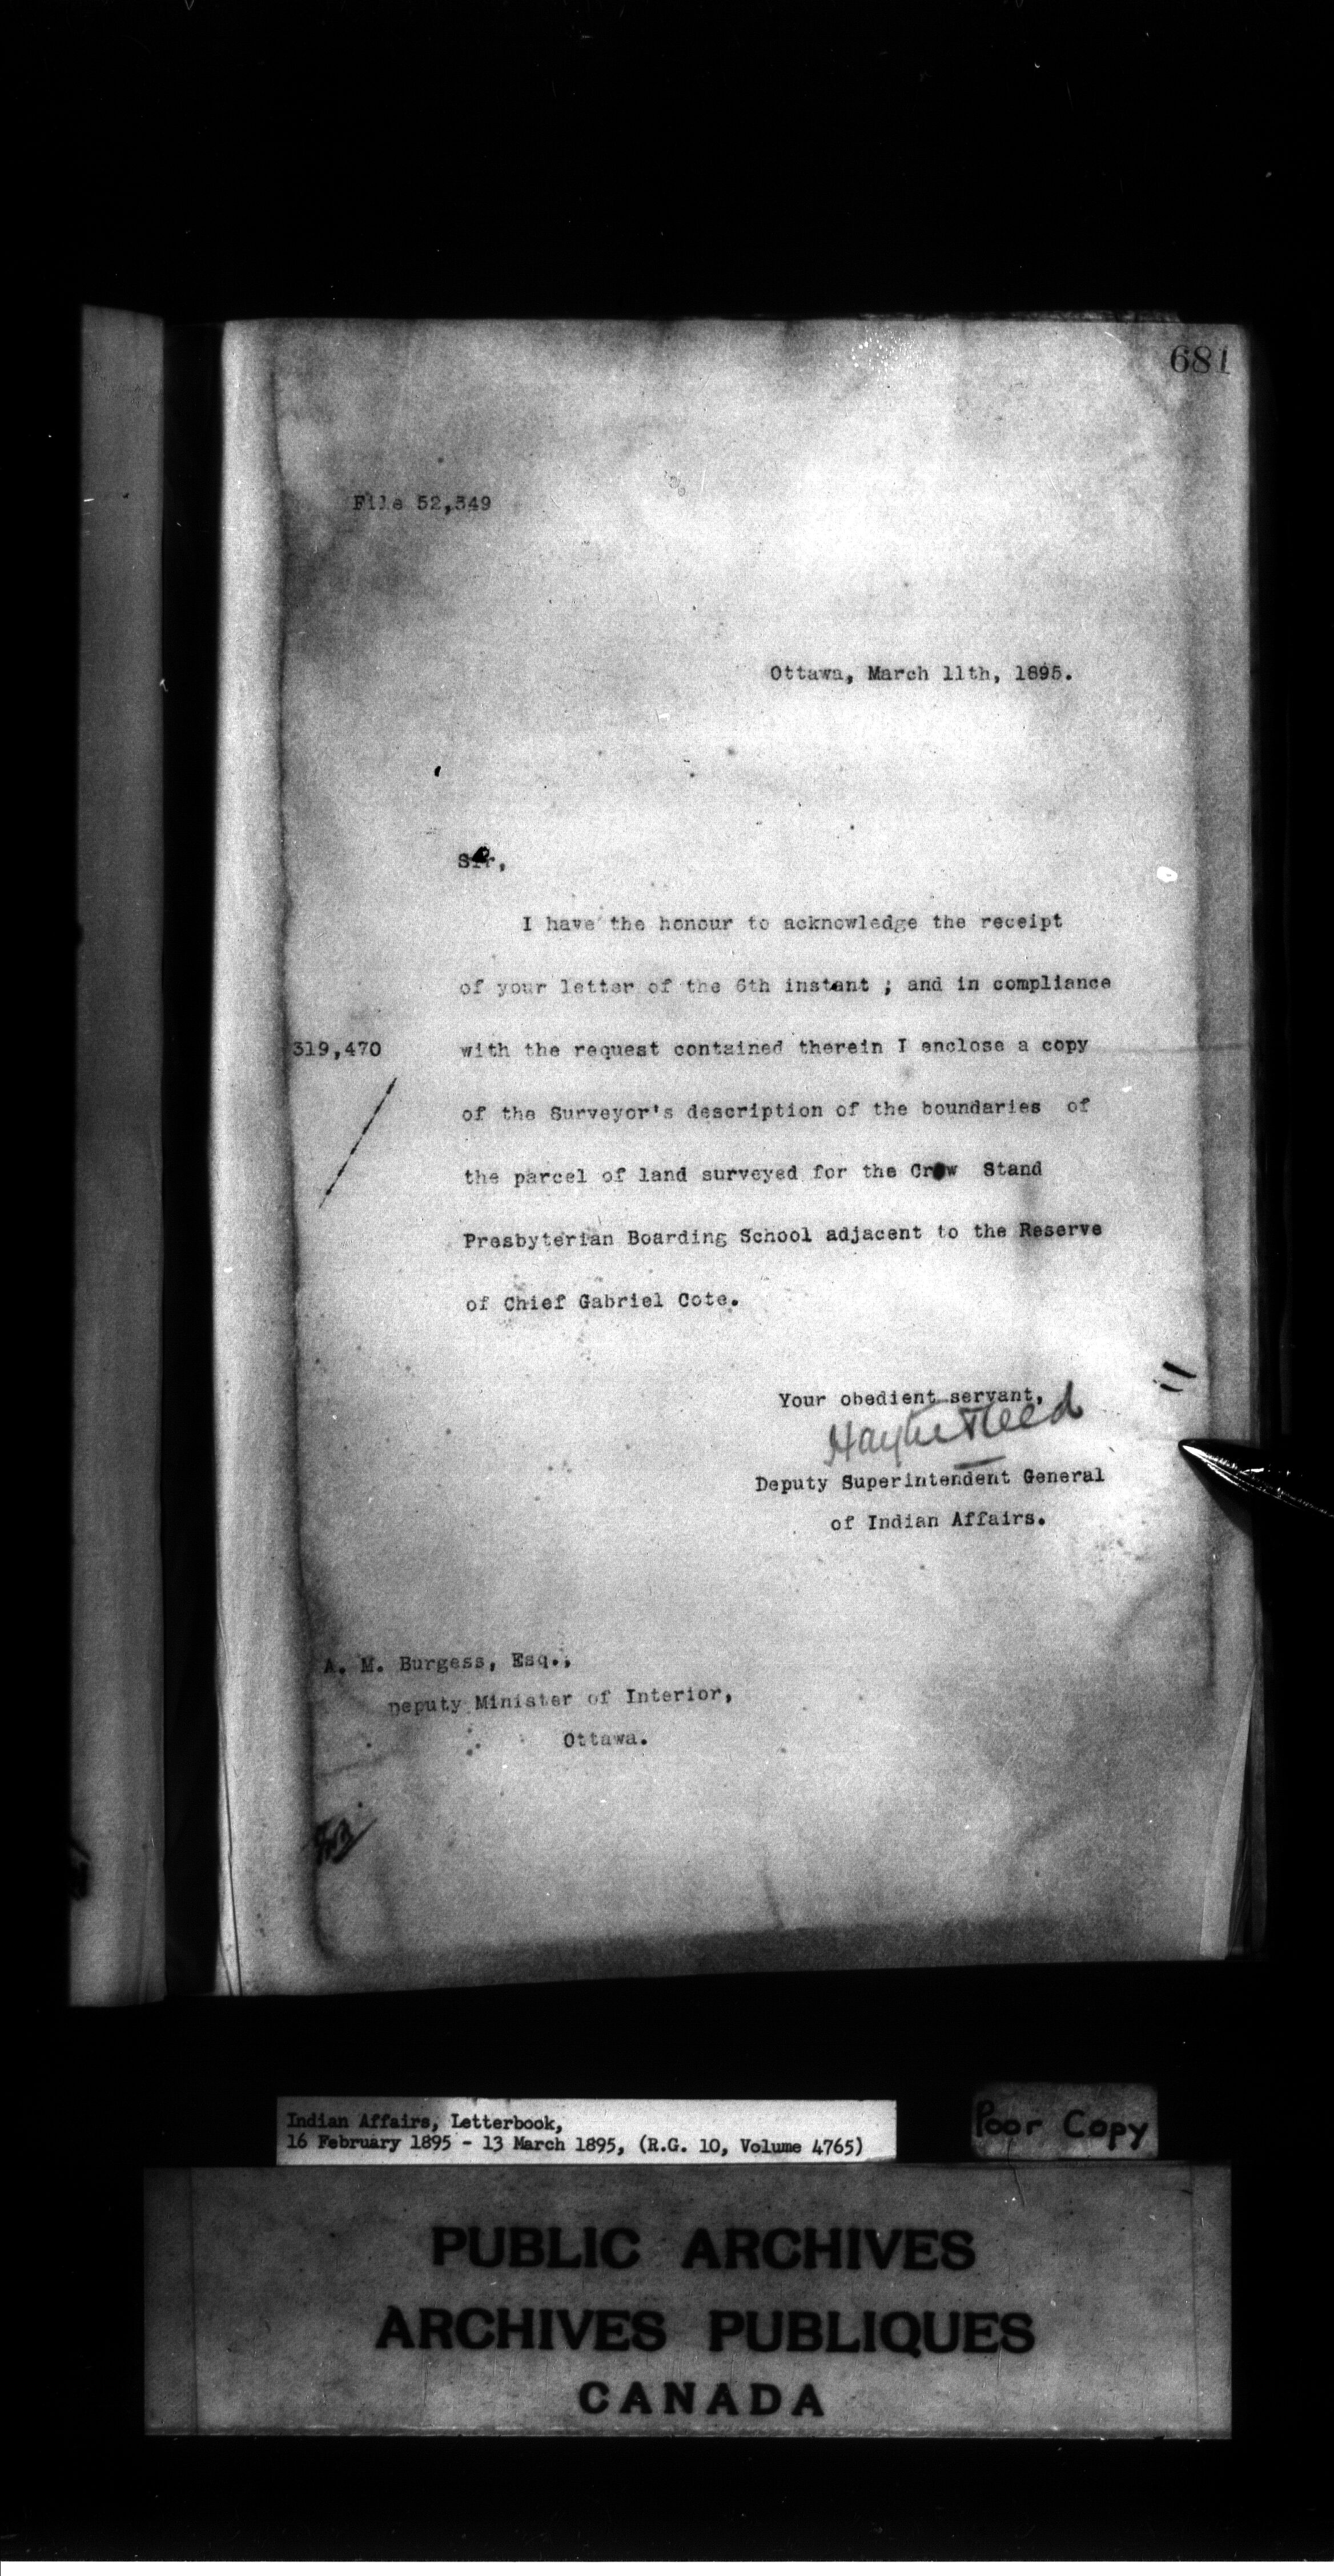 681
File 52,349
Ottawa, March 11th, 1895.
Sir,
I have the honour to acknowledge the receipt
of your letter of the 6th instant ; and in compliance
319,470 with the request contained therein I enclose a copy
of the Surveyor's description of the boundaries of
the parcel of land surveyed for the Crow Stand
Presbyterian Boarding School adjacent to the Reserve
of Chief Gabriel Cote.
Your obedient servant,
Hayter Reed
Deputy Superintendent General
of Indian Affairs.
A. M. Burgess, Esq.,
Deputy Minister of Interior,
Ottawa.
Indian Affairs, Letterbook,
16 February 1895 - 13 March 1895, (R.G. 10, Volume 4765)
Poor Copy
PUBLIC ARCHIVES
ARCHIVES PUBLIQUES
CANADA